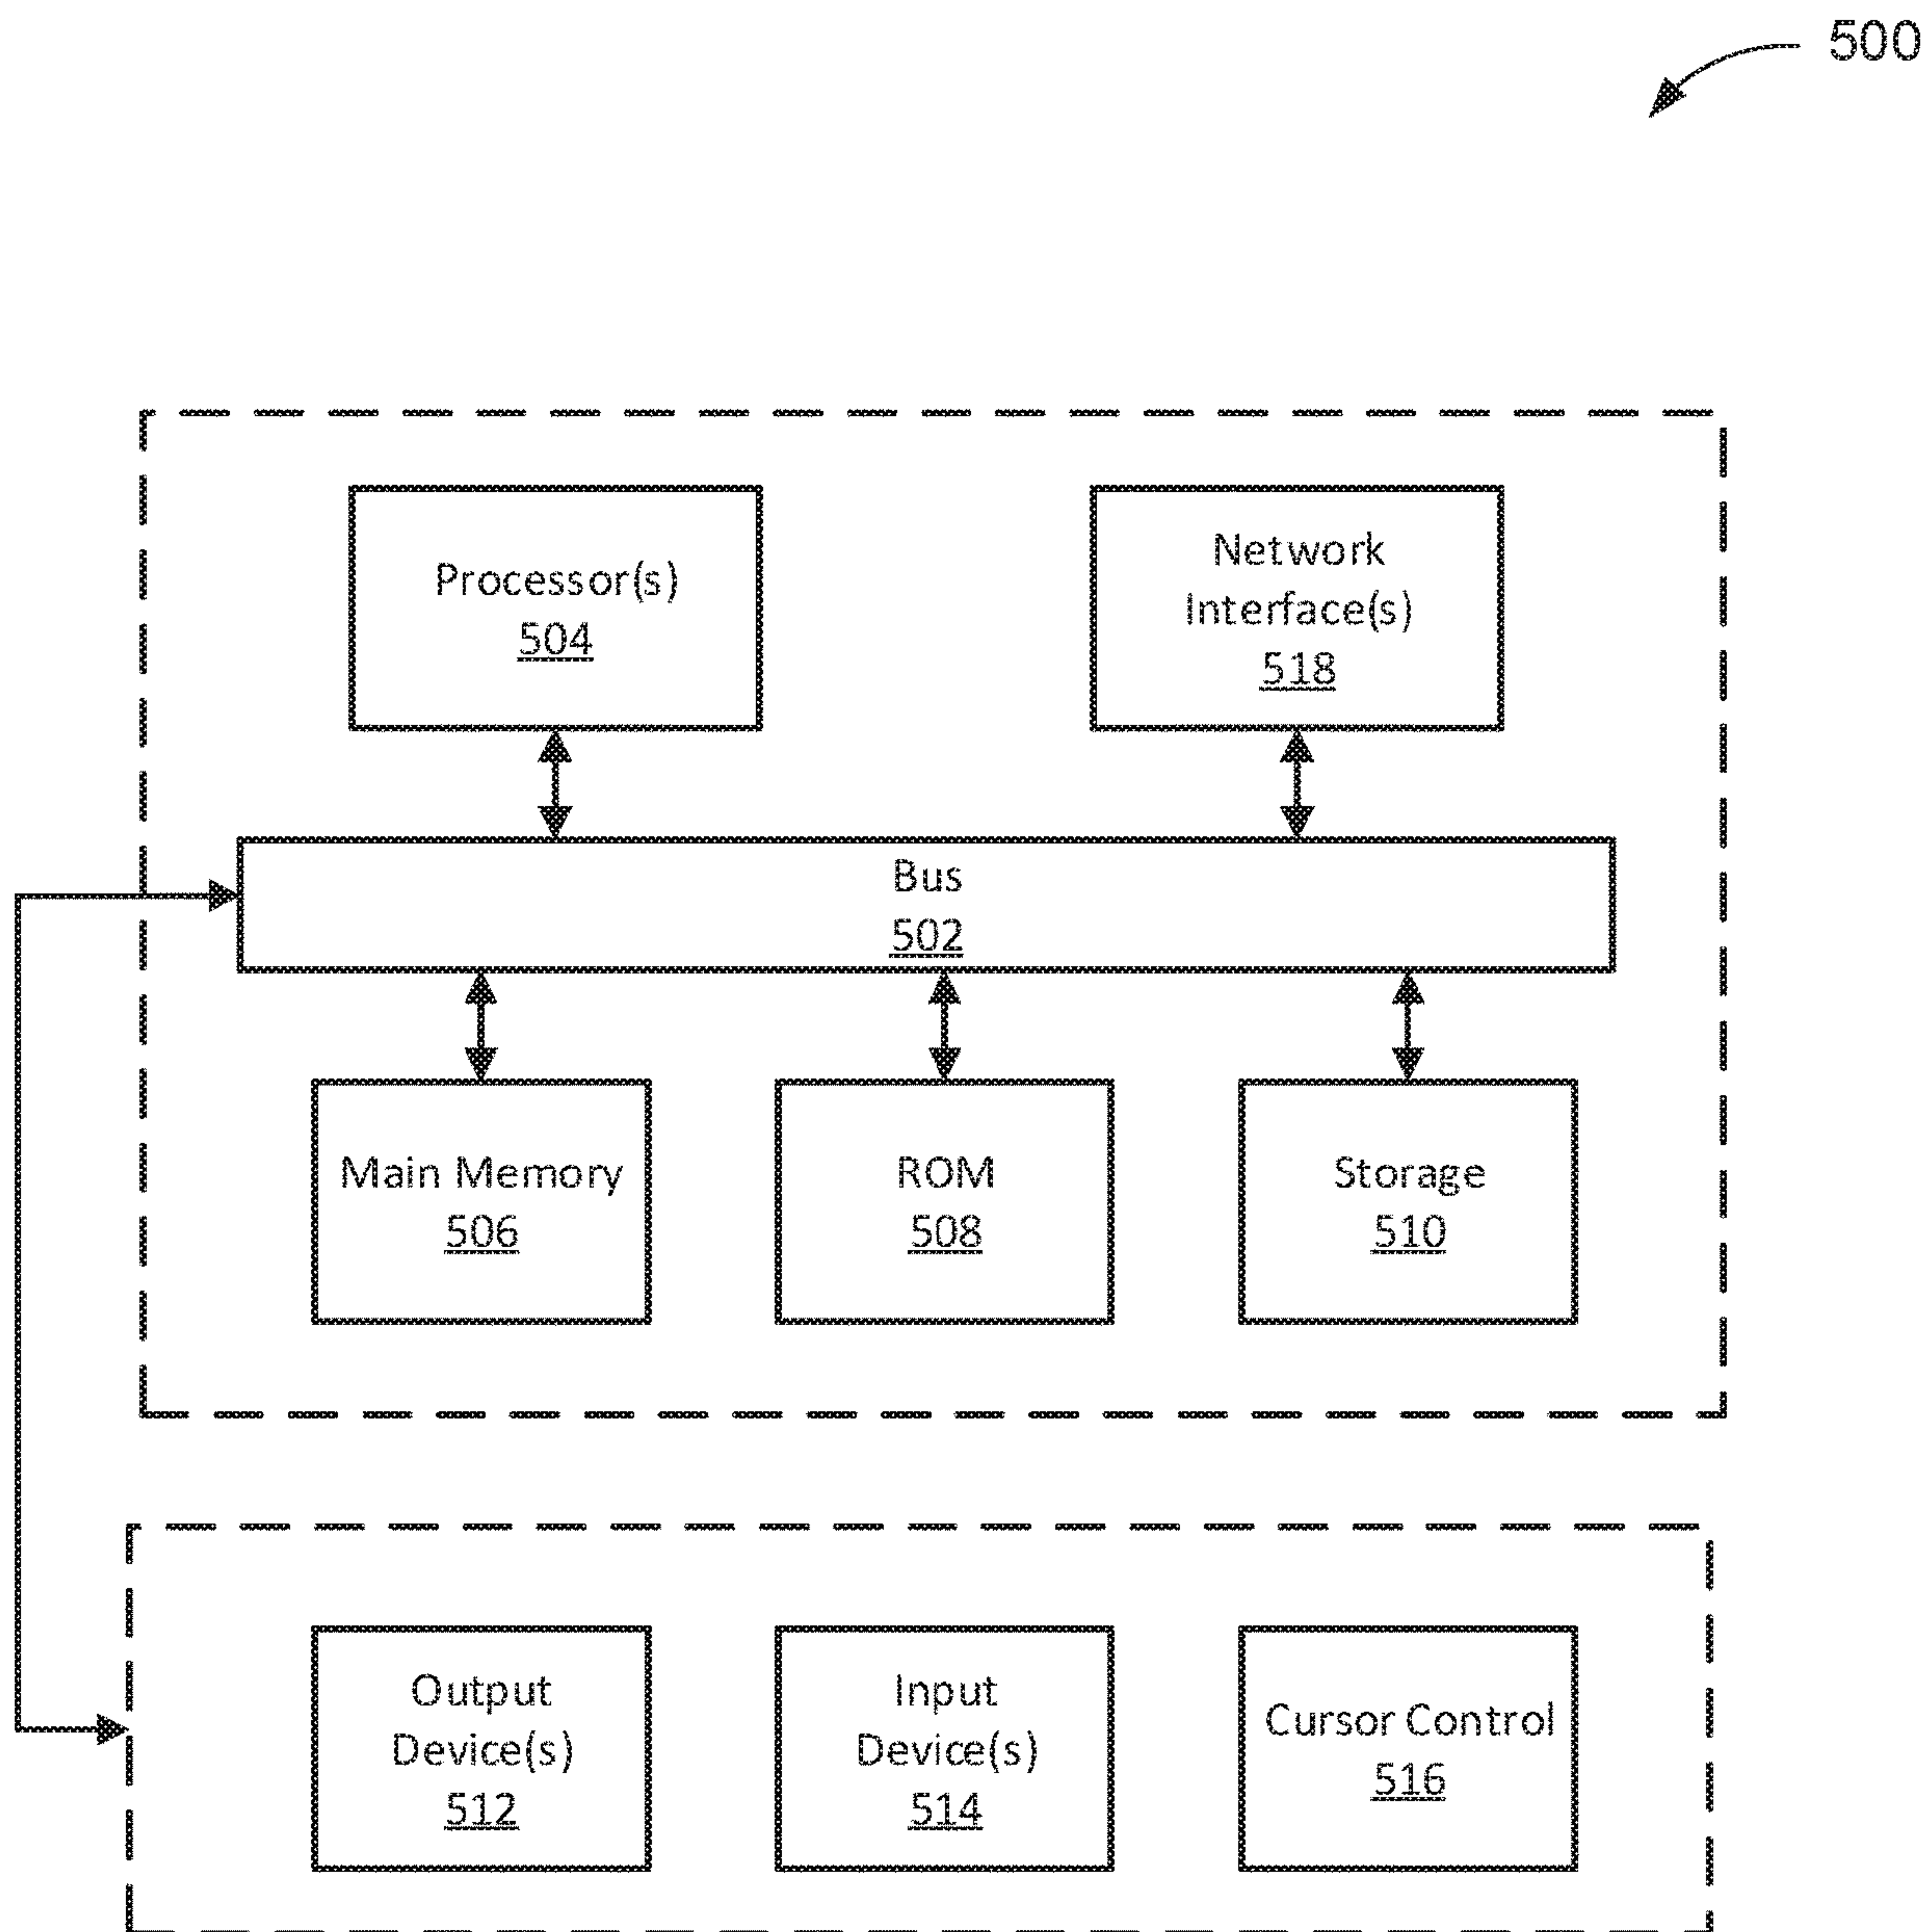 500
Processor(s)
504
Network
Interface(s)
518
Bus
502
Main Memory
506
ROM
508
Storage
510
Output
Device(s)
512
Input
Device(s)
514
Cursor Control
516